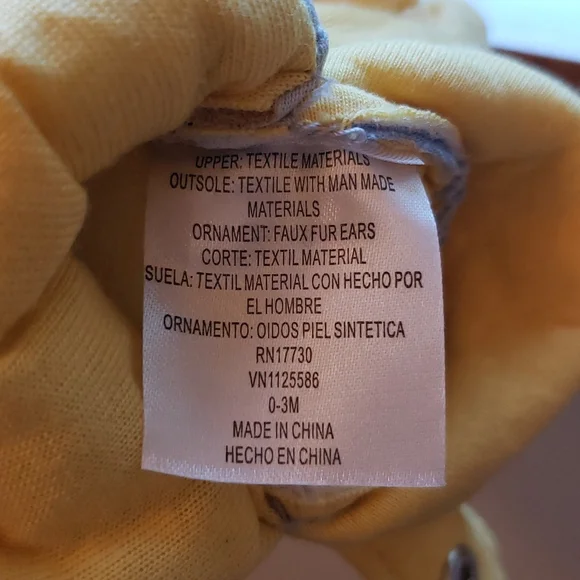 UPPER: TEXTILE MATERIALS
OUTSOLE: TEXTILE WITH MAN MADE
MATERIALS
ORNAMENT: FAUX FUR EARS
CORTE: TEXTIL MATERIAL
SUELA: TEXTIL MATERIAL CON HECHO POR
EL HOMBRE
ORNAMENTO: OIDOS PIEL SINTETICA
RN17730
VN1125586
0-3M
MADE IN CHINA
HECHO EN CHINA